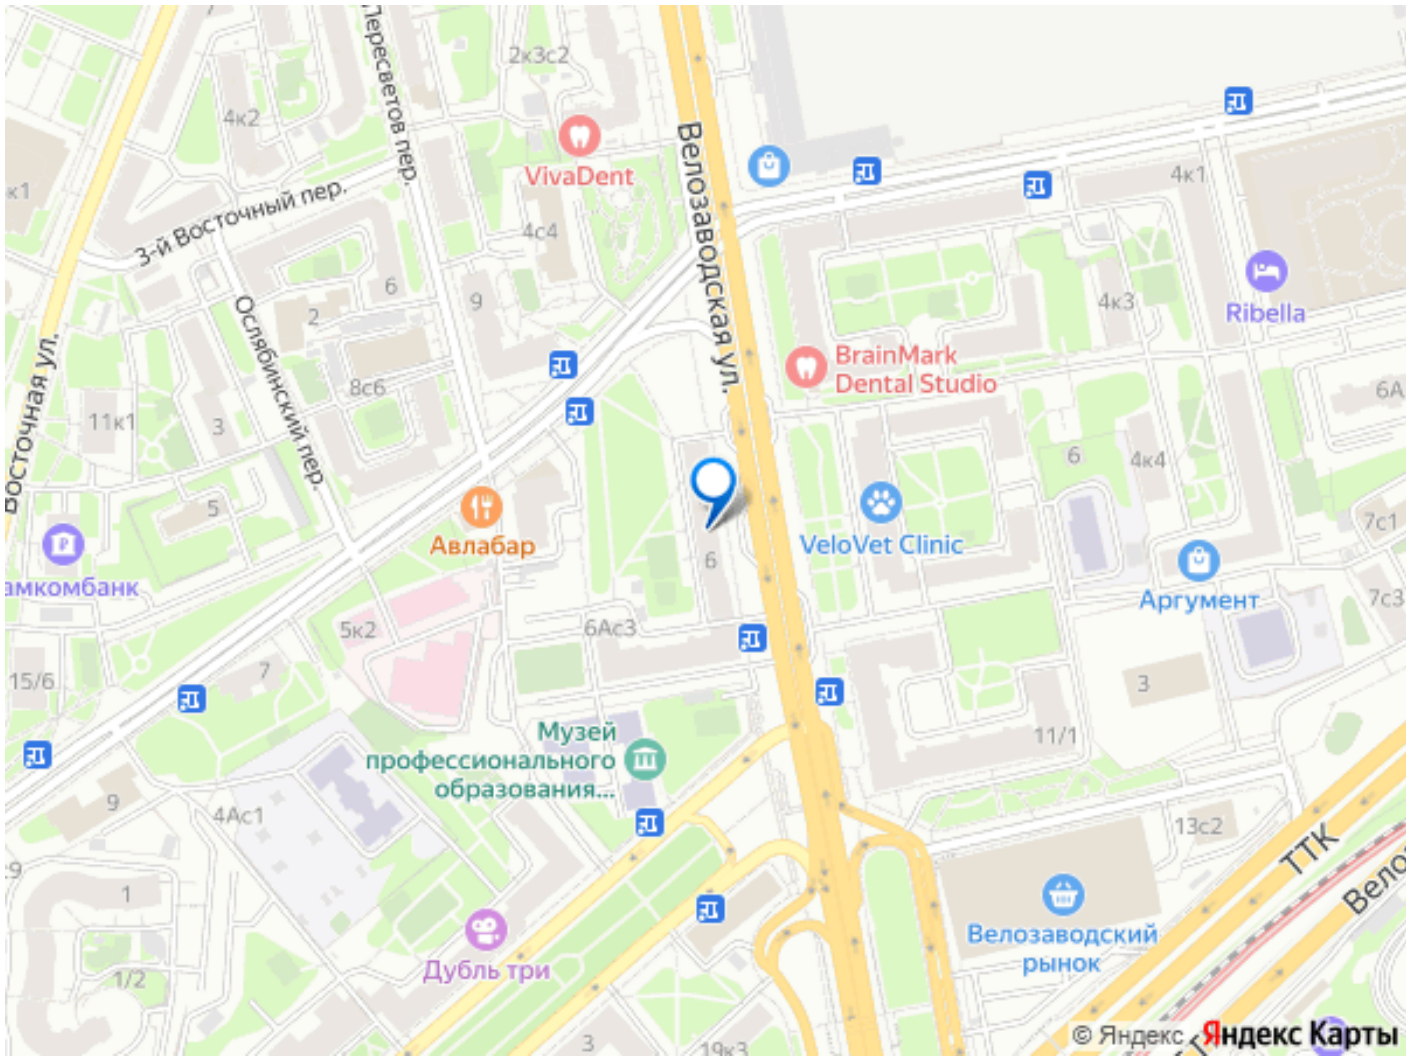 Пересветов пер.
2к3с2
4к2
VivaDent
Велозаводская ул.
4к1
к1
3-й Восточный пер.
4с4
6
9
2
4к3
Ribella
Ослябинский пер.
Восточная ул.
BrainMark
Dental Studio
8с6
6А
11к1
3
6
4к4
5
Авлабар
VeloVet Clinic
7с1
амкомбанк
6
Аргумент
7с3
5к2
6Ас3
15/6
7
3
Музей
профессионального
образования...
11/1
9
4Ас1
13с2
ТТК
1
Вело
Велозаводский
рынок
Дубль три
1/2
3
19к3
© Яндекс Яндекс Карты